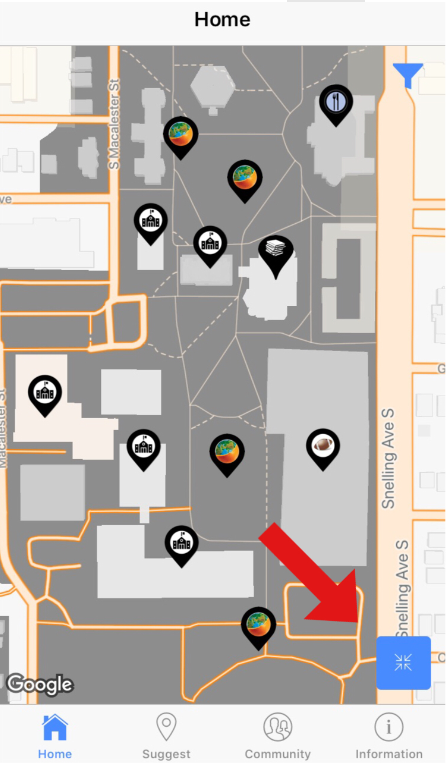 Home
S Macalester St
ve
G
Macalester St
Snelling Ave S
Snelling Ave S
Google
Home
Suggest
Community
Information